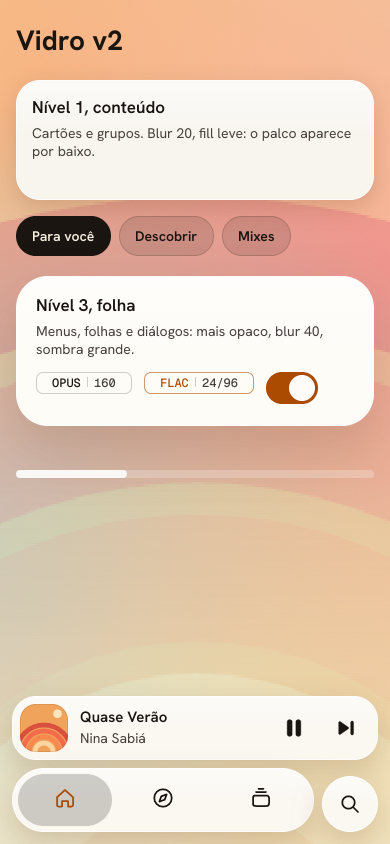 Vidro v2
Nível 1, conteúdo
Cartões e grupos. Blur 20, fill leve: o palco aparece
por baixo.
Para você
Descobrir
Mixes
Nível 3, folha
Menus, folhas e diálogos: mais opaco, blur 40,
sombra grande.
OPUS 160
FLAC 24/96
Quase Verão
Nina Sabiá